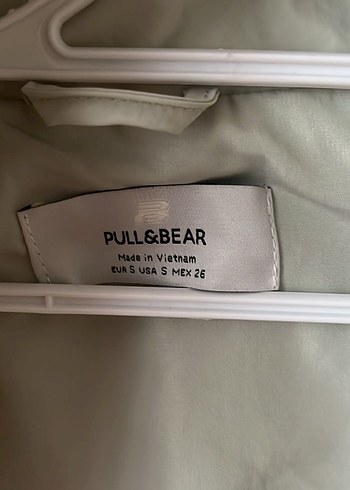 PULL&BEAR
Made in Vietnam
EUR S USA S MEX 26